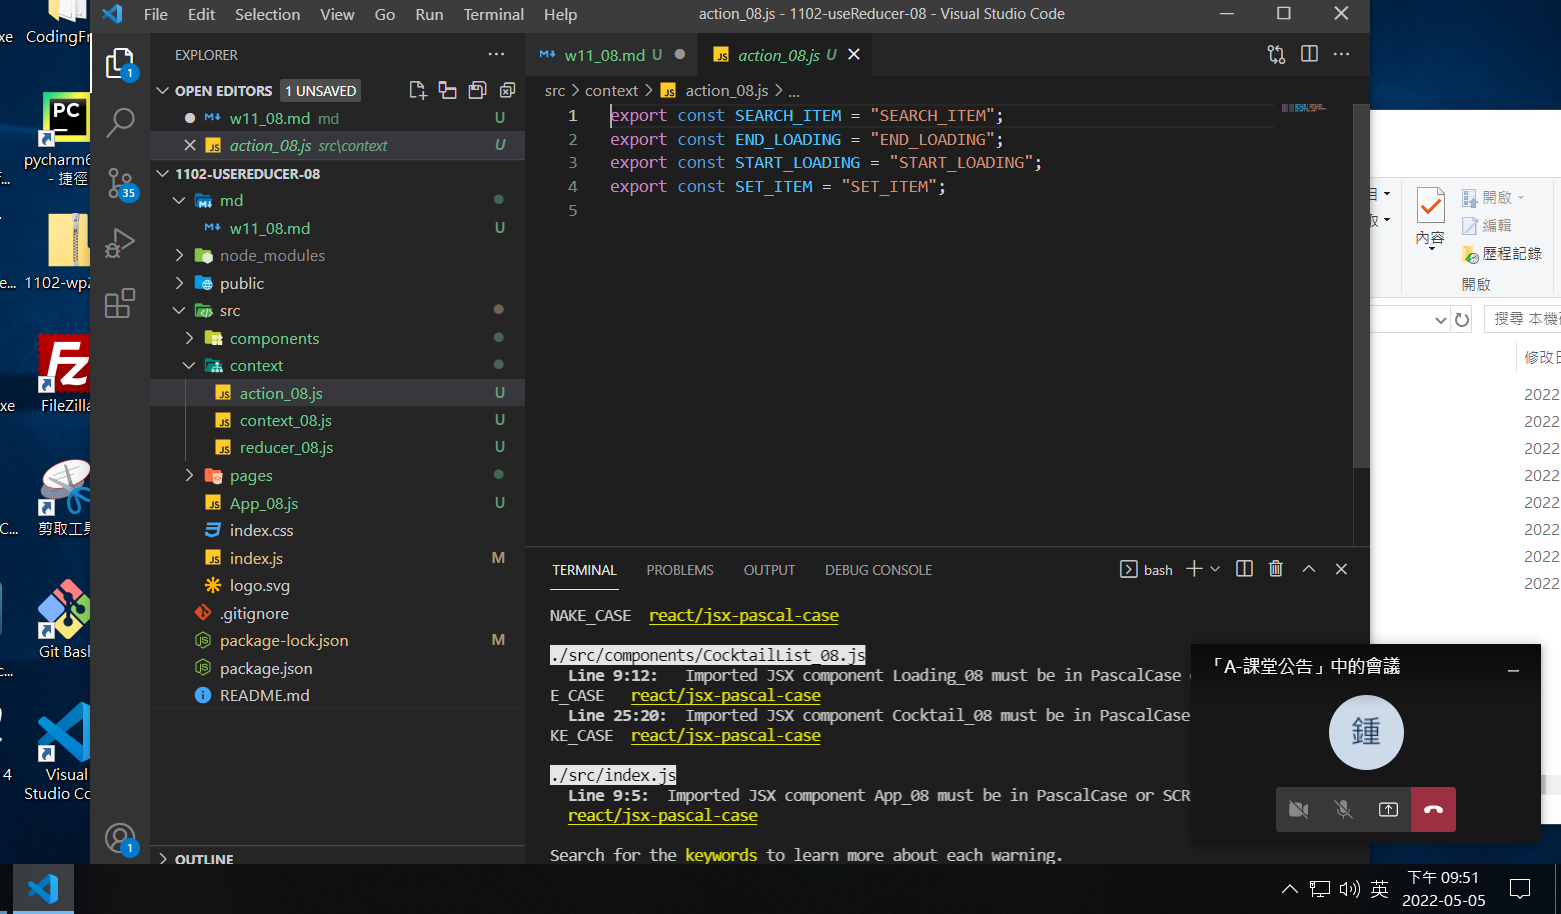 File Edit Selection View Go Run Terminal Help
action_08.js - 1102-useReducer-08 - Visual Studio Code
xe
CodingFr
PC
pycharm6
- 捷徑
...
e...
1102-wp2
Fz
FileZilla
xe
C...
剪取工具
Git Bash
c...
4
Visual
Studio Co
1
35
1
EXPLORER
OPEN EDITORS 1 UNSAVED
w11_08.md md U
action_08.js src\context U
1102-USEREDUCER-08
md
w11_08.md U
node_modules
public
src
components
context
action_08.js U
context_08.js U
reducer_08.js U
pages
App_08.js U
index.css
index.js M
logo.svg
.gitignore
package-lock.json M
package.json
README.md
OUTLINE
w11_08.md U
action_08.js U
src > context > action_08.js > ...
1 export const SEARCH_ITEM = "SEARCH_ITEM";
2 export const END_LOADING = "END_LOADING";
3 export const START_LOADING = "START_LOADING";
4 export const SET_ITEM = "SET_ITEM";
5
TERMINAL PROBLEMS OUTPUT DEBUG CONSOLE
bash
NAKE_CASE react/jsx-pascal-case
./src/components/CocktailList_08.js
Line 9:12: Imported JSX component Loading_08 must be in PascalCase
E_CASE react/jsx-pascal-case
Line 25:20: Imported JSX component Cocktail_08 must be in PascalCase
KE_CASE react/jsx-pascal-case
./src/index.js
Line 9:5: Imported JSX component App_08 must be in PascalCase or SCR
react/jsx-pascal-case
Search for the keywords to learn more about each warning.
內容
開啟
編輯
歷程記錄
開啟
搜尋 本機
修改日
2022
2022
2022
2022
2022
2022
2022
2022
「A-課堂公告」中的會議
鍾
英
下午 09:51
2022-05-05